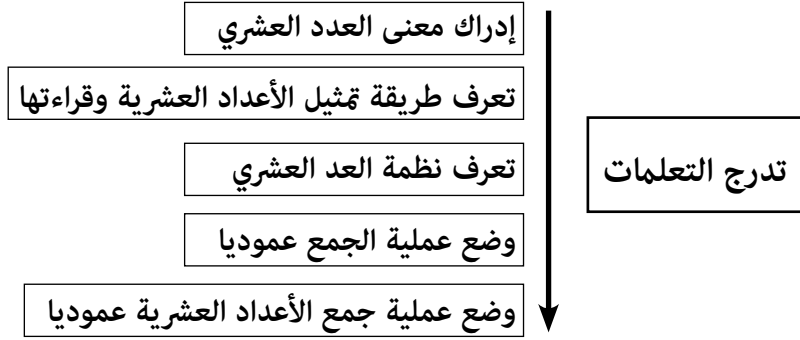 إدراك معنى العدد العشري
تعرف طريقة تمثيل الأعداد العشرية وقراءتها
تدرج التعلمات
تعرف نظمة العد العشري
وضع عملية الجمع عموديا
وضع عملية جمع الأعداد العشرية عموديا